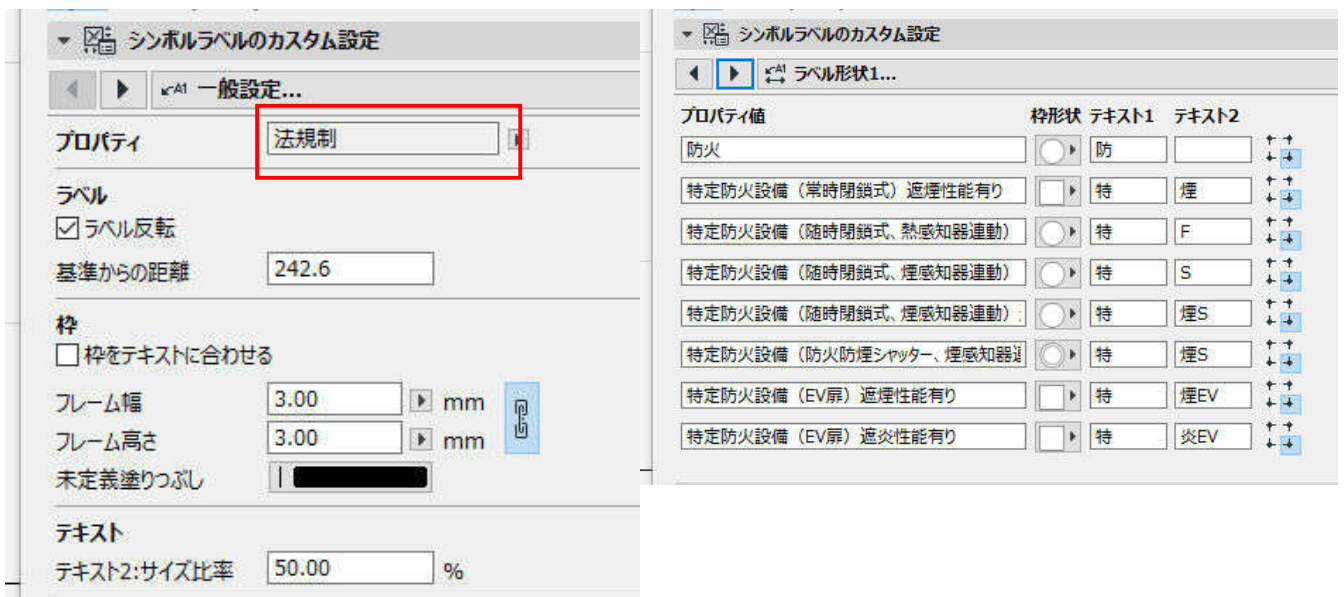 シンボルラベルのカスタム設定
A1 一般設定...
プロパティ 法規制
ラベル
ラベル反転
基準からの距離 242.6
枠
枠をテキストに合わせる
フレーム幅 3.00 mm
フレーム高さ 3.00 mm
未定義塗りつぶし
テキスト
テキスト2:サイズ比率 50.00 %
シンボルラベルのカスタム設定
A1 ラベル形状1...
プロパティ値 枠形状 テキスト1 テキスト2
防火 防
特定防火設備（常時閉鎖式）遮煙性能有り 特 煙
特定防火設備（随時閉鎖式、熱感知器連動） 特 F
特定防火設備（随時閉鎖式、煙感知器連動） 特 S
特定防火設備（随時閉鎖式、煙感知器連動） 特 煙S
特定防火設備（防火防煙シャッター、煙感知器 特 煙S
特定防火設備（EV扉）遮煙性能有り 特 煙EV
特定防火設備（EV扉）遮炎性能有り 特 炎EV